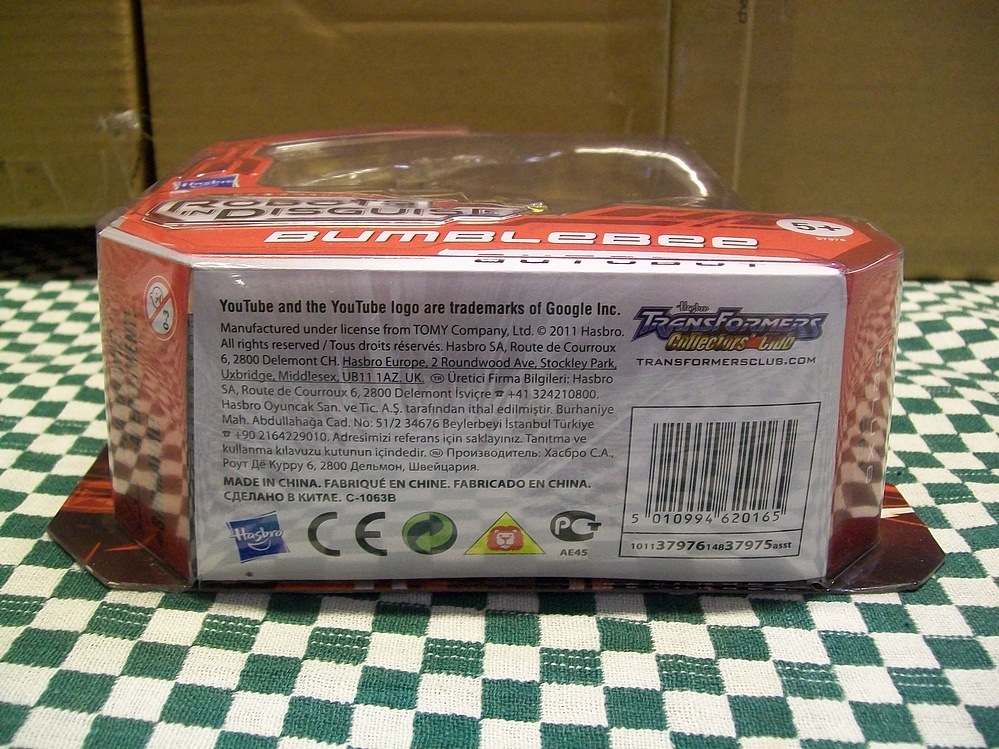 Hasbro
ROBOTS
IN DISGUISE
BUMBLEBEE
5+
AUTOBOT
YouTube and the YouTube logo are trademarks of Google Inc.
Manufactured under license from TOMY Company, Ltd. © 2011 Hasbro.
All rights reserved / Tous droits réservés. Hasbro SA, Route de Courroux
6, 2800 Delemont CH. Hasbro Europe, 2 Roundwood Ave, Stockley Park,
Uxbridge, Middlesex, UB11 1AZ. UK. Üretici Firma Bilgileri: Hasbro
SA, Route de Courroux 6, 2800 Delemont İsviçre ☎ +41 324210800.
Hasbro Oyuncak San. ve Tic. A.Ş. tarafından ithal edilmiştir. Burhaniye
Mah. Abdullahağa Cad. No: 51/2 34676 Beylerbeyi İstanbul Türkiye
☎ +90 2164229010. Adresimizi referans için saklayınız. Tanıtma ve
kullanma kılavuzu kutunun içindedir. Производитель: Хасбро С.А.,
Роут Дё Курру 6, 2800 Дельмон, Швейцария.
MADE IN CHINA. FABRIQUÉ EN CHINE. FABRICADO EN CHINA.
СДЕЛАНО В КИТАЕ. C-1063B
Hasbro
CE
РСТ
AE45
Hasbro
TRANSFORMERS
Collectors' Club
TRANSFORMERSCLUB.COM
5 010994 620165
10113797614837975 asst